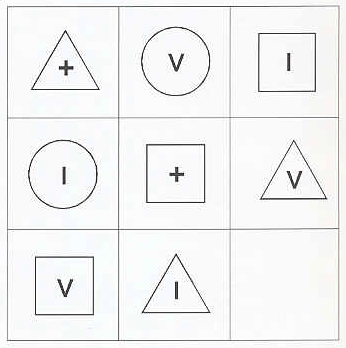 + V I
I + V
V I